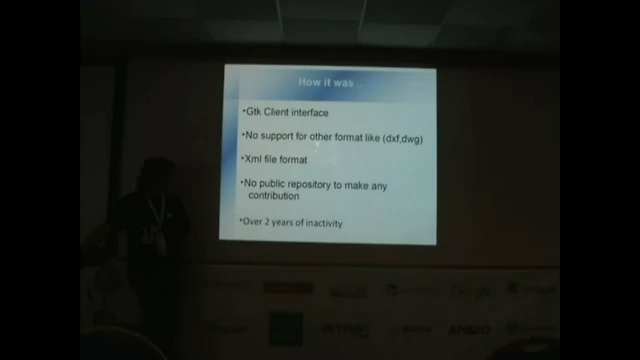 How it was ..
•Gtk Client interface
•No support for other format like (dxf,dwg)
•Xml file format
•No public repository to make any
contribution
•Over 2 years of inactivity